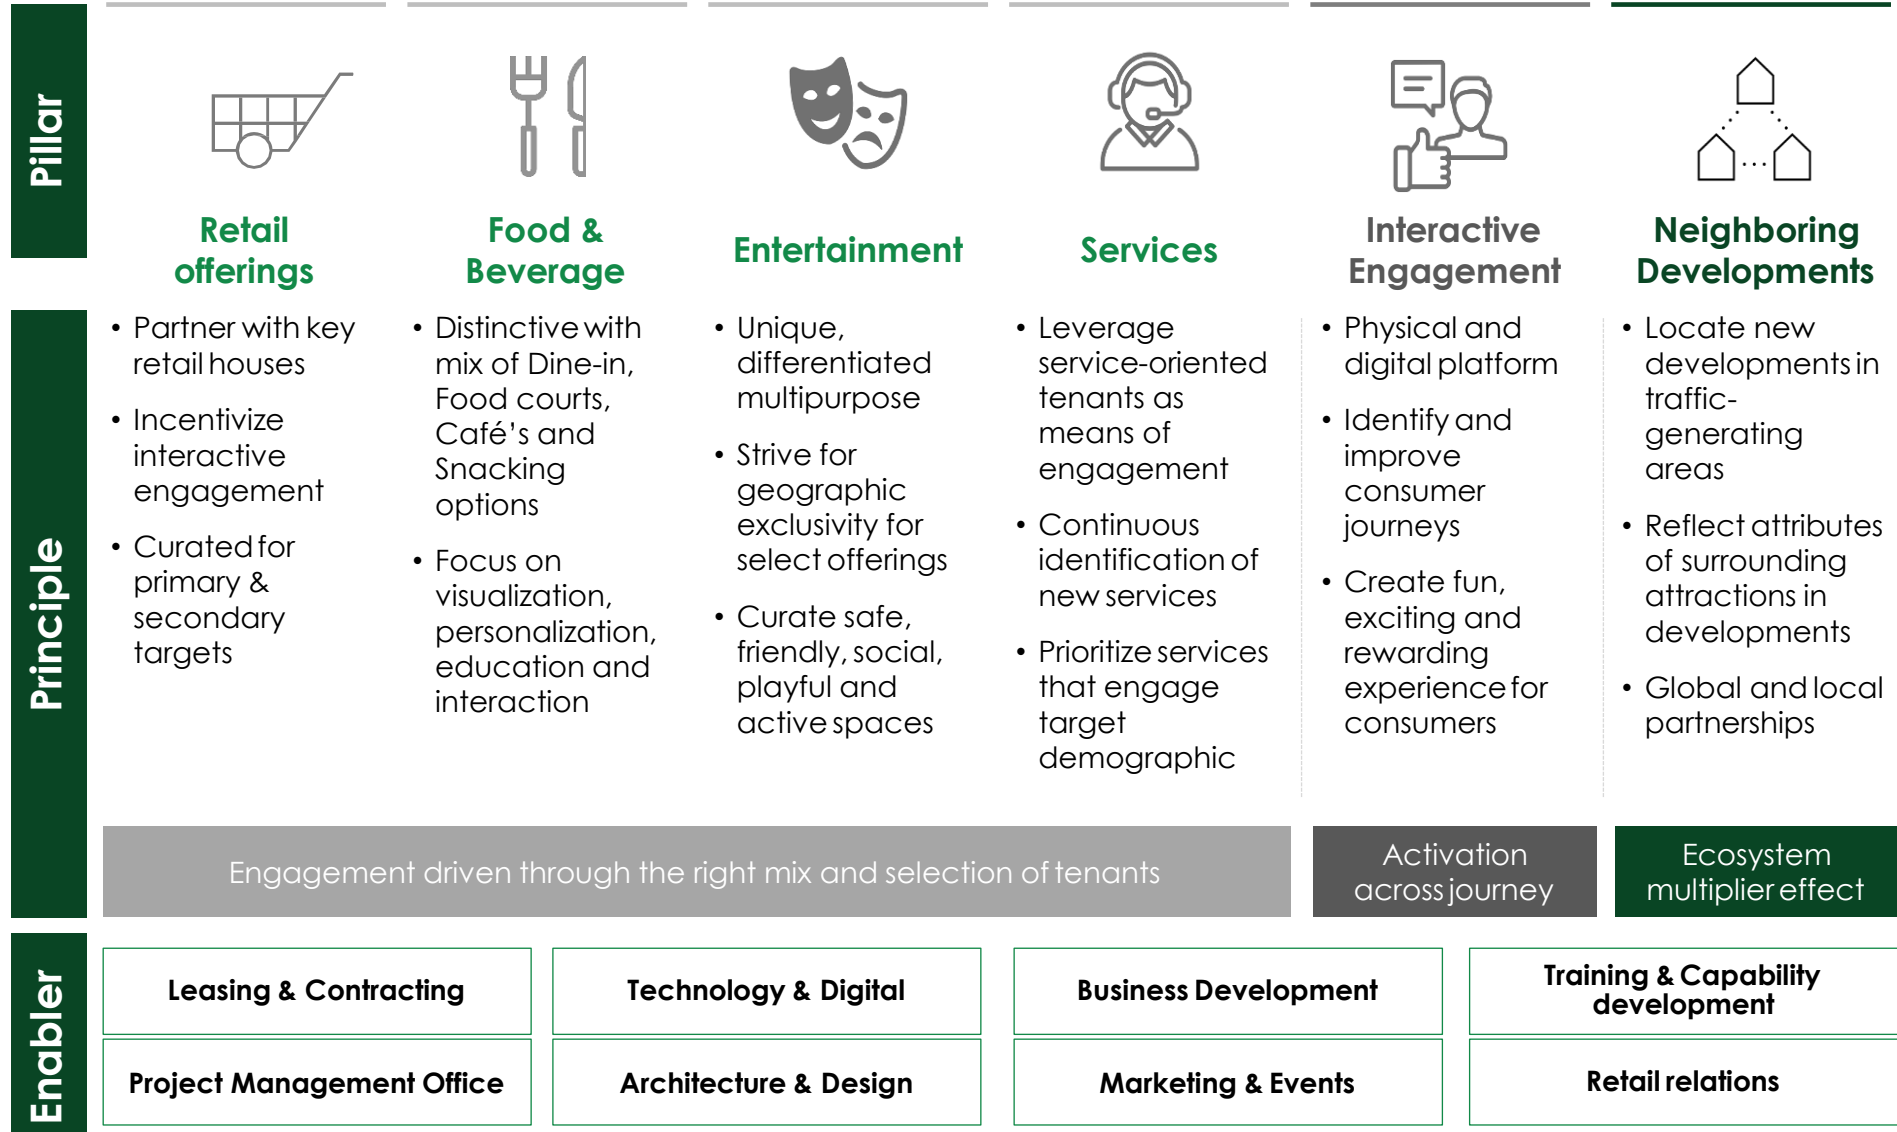 Pillar
Retail
offerings
Food &
Beverage
Entertainment
Services
Interactive
Engagement
Neighboring
Developments
Principle
• Partner with key
retail houses
• Incentivize
interactive
engagement
• Curated for
primary &
secondary
targets
• Distinctive with
mix of Dine-in,
Food courts,
Café's and
Snacking
options
• Focus on
visualization,
personalization,
education and
interaction
• Unique,
differentiated
multipurpose
• Strive for
geographic
exclusivity for
select offerings
• Curate safe,
friendly, social,
playful and
active spaces
• Leverage
service-oriented
tenants as
means of
engagement
• Continuous
identification of
new services
• Prioritize services
that engage
target
demographic
• Physical and
digital platform
• Identify and
improve
consumer
journeys
• Create fun,
exciting and
rewarding
experience for
consumers
• Locate new
developments in
traffic-
generating
areas
• Reflect attributes
of surrounding
attractions in
developments
• Global and local
partnerships
Engagement driven through the right mix and selection of tenants
Activation
across journey
Ecosystem
multiplier effect
Enabler
Leasing & Contracting
Technology & Digital
Business Development
Training & Capability
development
Project Management Office
Architecture & Design
Marketing & Events
Retail relations